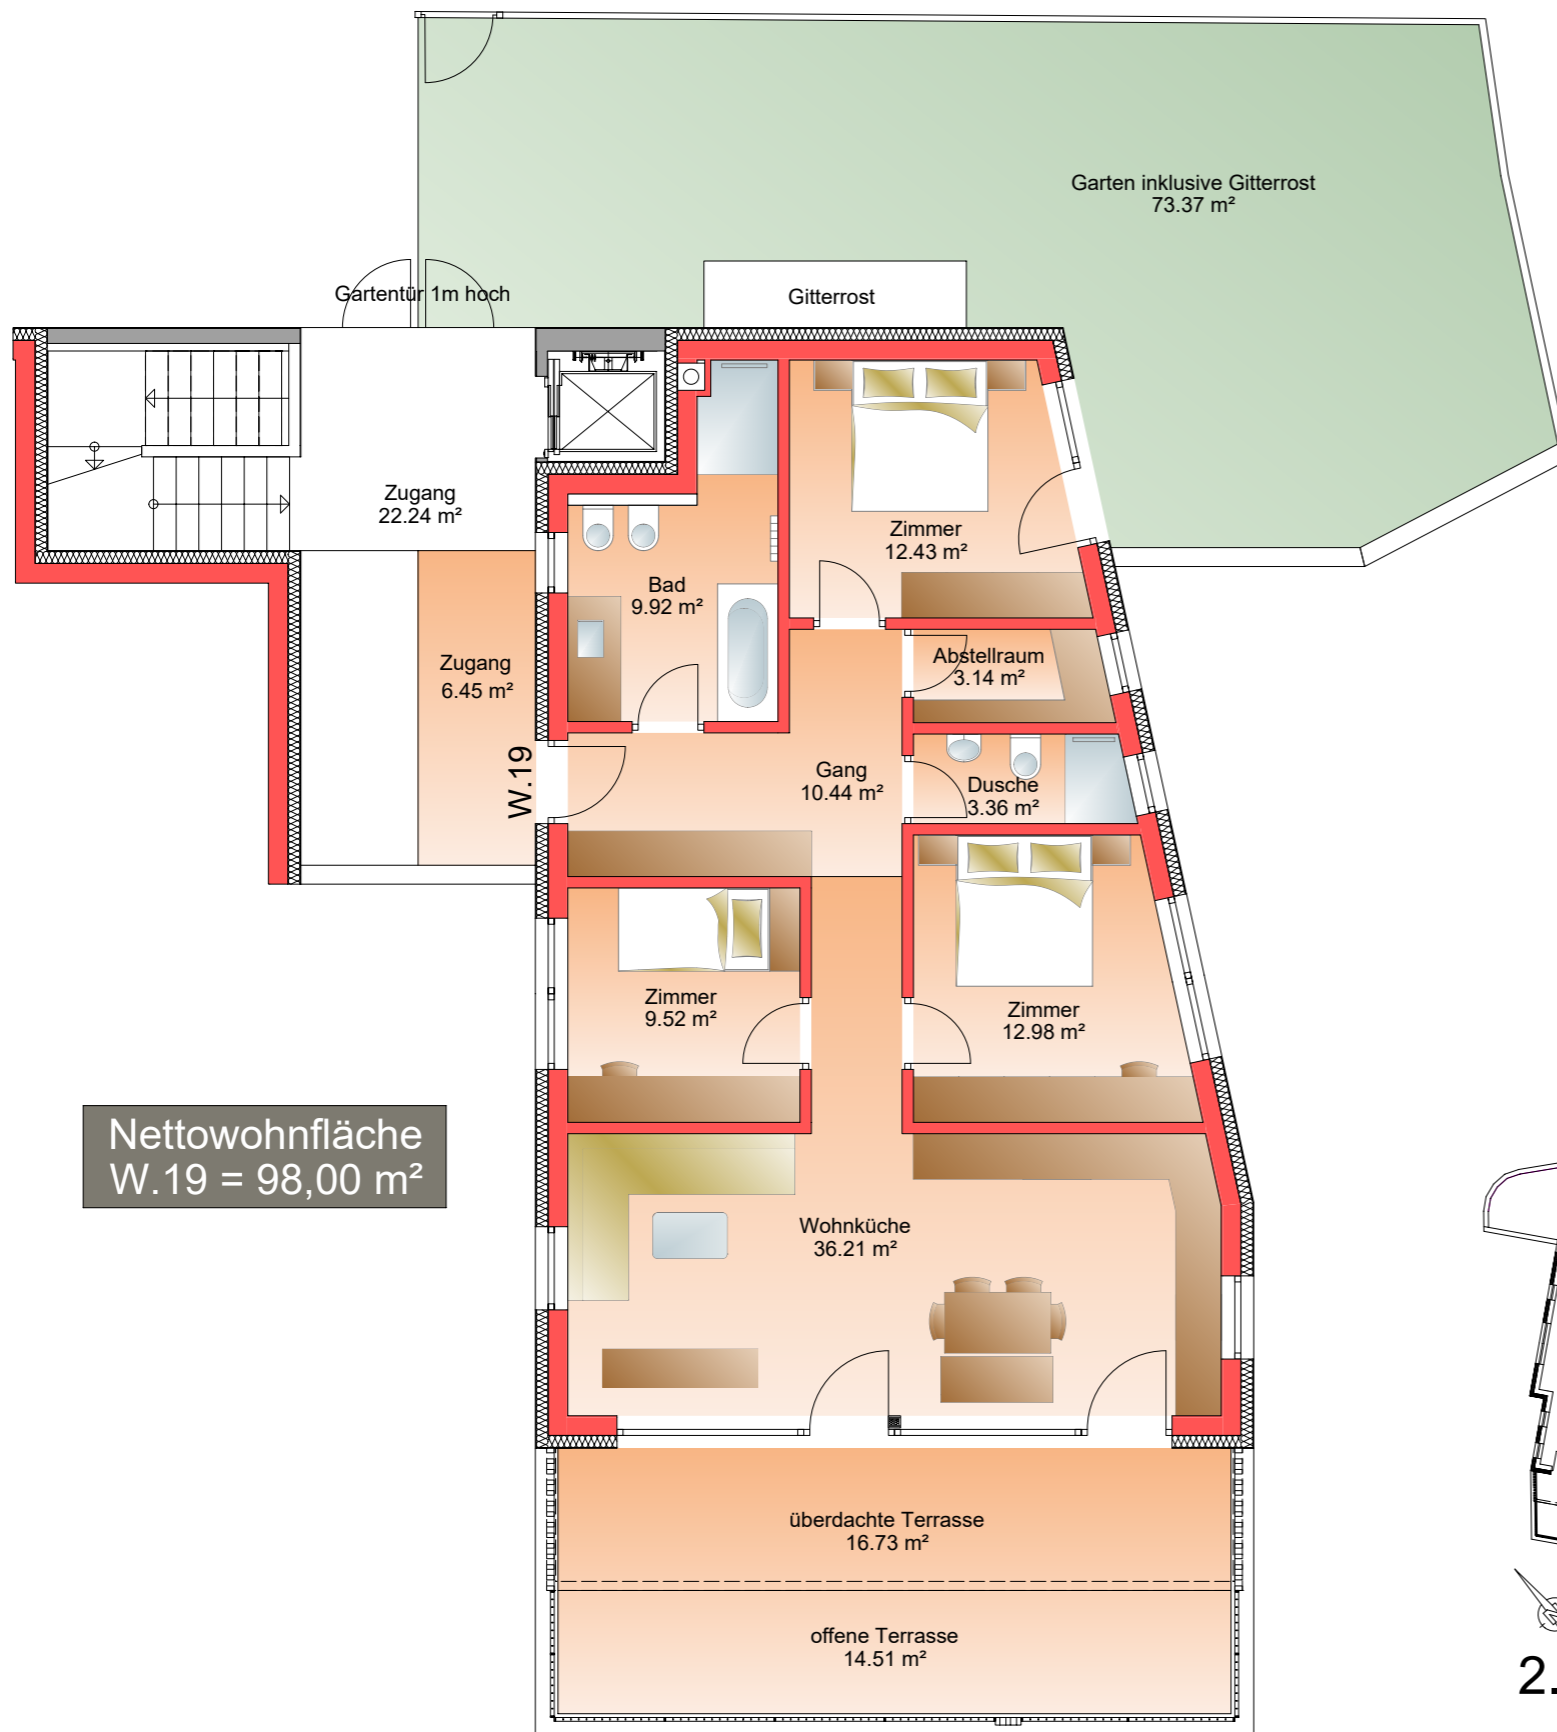 Garten inklusive Gitterrost
73.37 m²
Gartentür 1m hoch
Gitterrost
Zugang
22.24 m²
Zimmer
12.43 m²
Bad
9.92 m²
Zugang
6.45 m²
Abstellraum
3.14 m²
W.19
Gang
10.44 m²
Dusche
3.36 m²
Zimmer
9.52 m²
Zimmer
12.98 m²
Nettowohnfläche
W.19 = 98,00 m²
Wohnküche
36.21 m²
überdachte Terrasse
16.73 m²
offene Terrasse
14.51 m²
2.